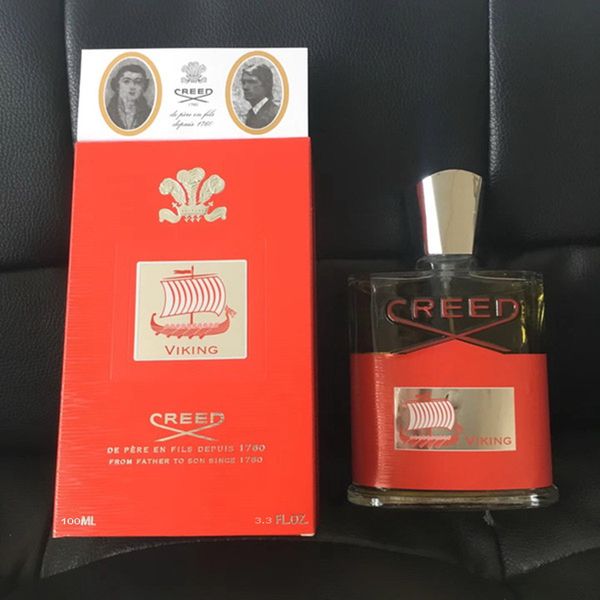 CREED
1760
de père en fils
depuis 1760
VIKING
CREED
DE PÈRE EN FILS DEPUIS 1760
FROM FATHER TO SON SINCE 1760
100ML
3.3 FL.OZ.
CREED
VIKING